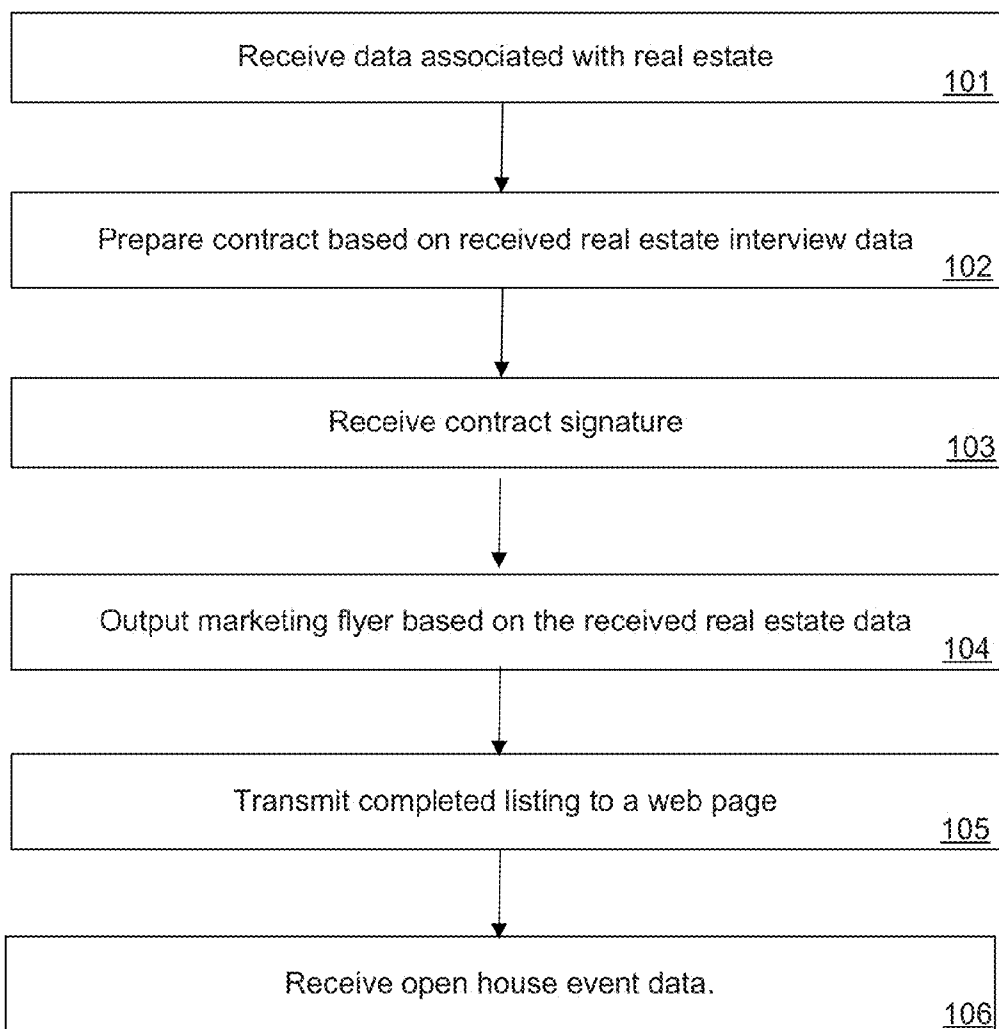 Receive data associated with real estate
101
Prepare contract based on received real estate interview data
102
Receive contract signature
103
Output marketing flyer based on the received real estate data
104
Transmit completed listing to a web page
105
Receive open house event data.
106